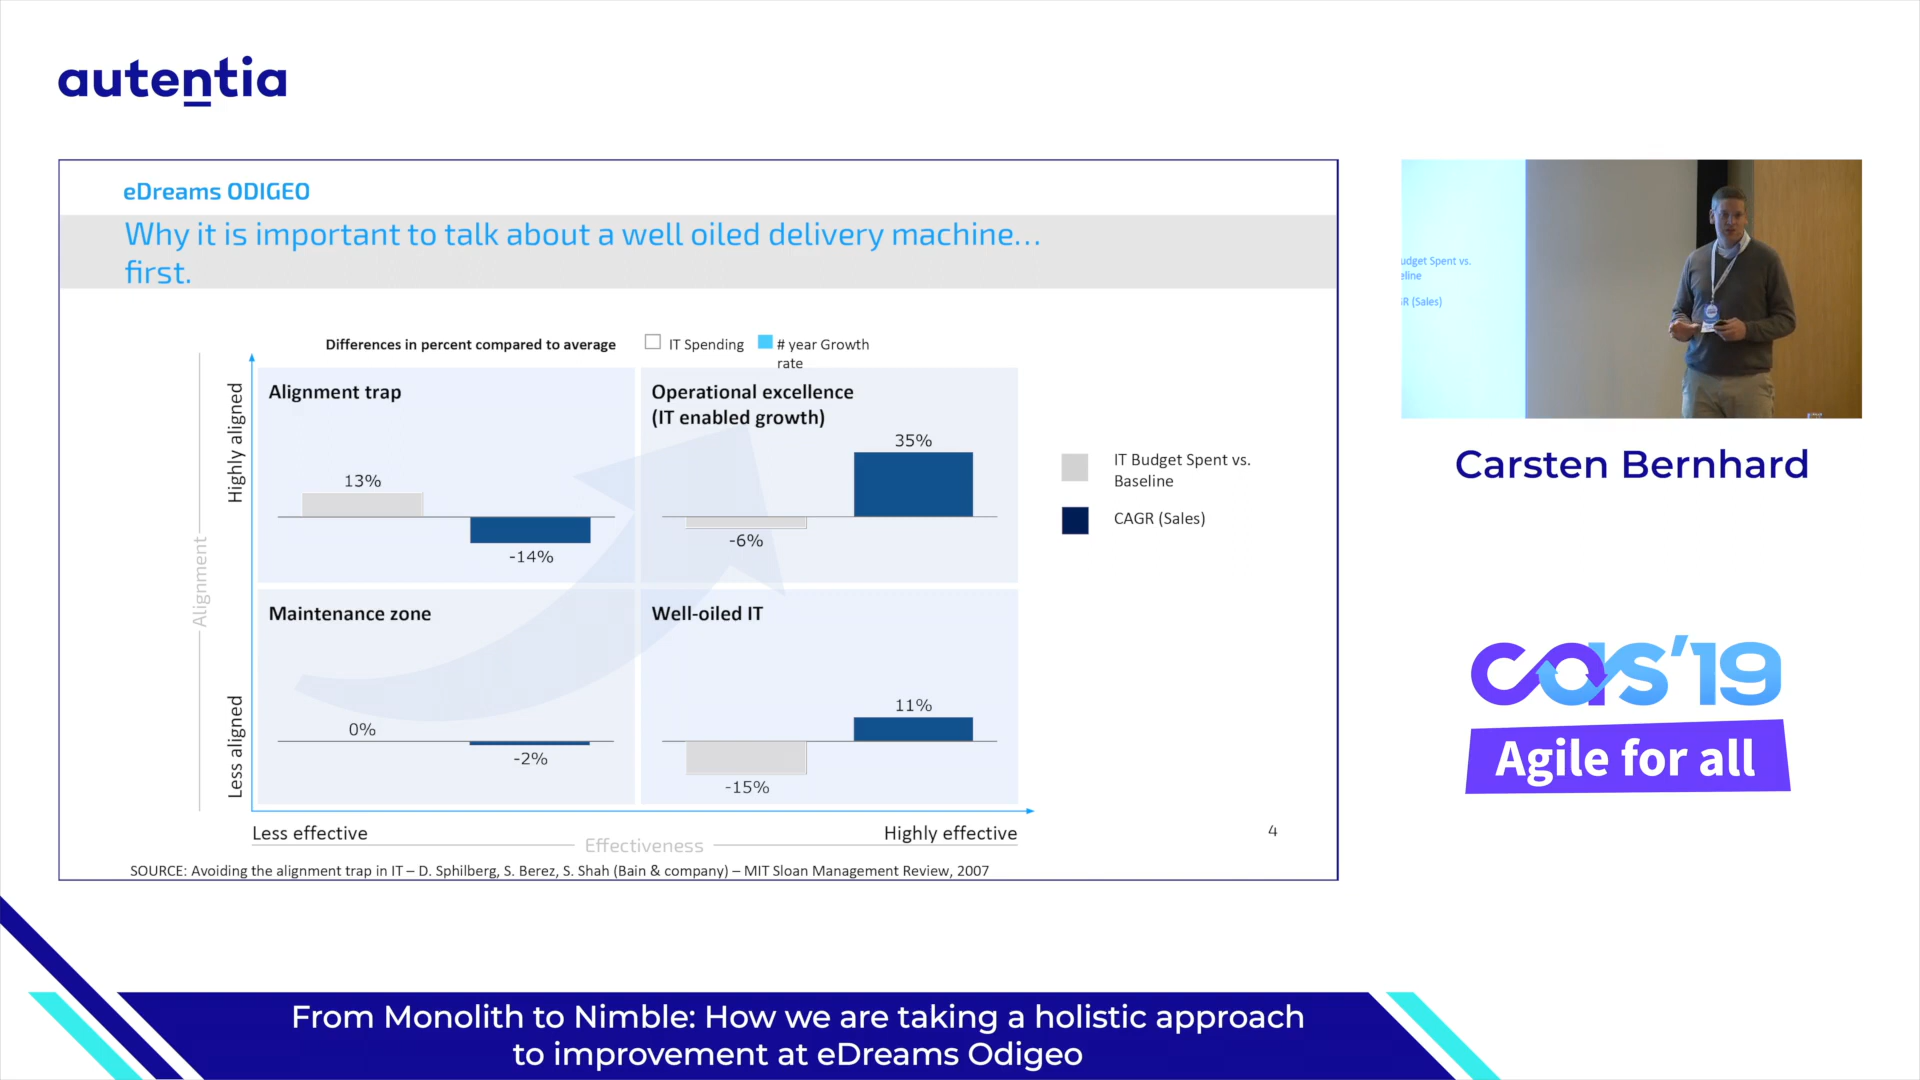 autentia
eDreams ODIGEO
Why it is important to talk about a well oiled delivery machine...
first.
Differences in percent compared to average
IT Spending
# year Growth
rate
Alignment
Highly aligned
Less aligned
Alignment trap
13%
-14%
Operational excellence
(IT enabled growth)
35%
-6%
Maintenance zone
0%
-2%
Well-oiled IT
11%
-15%
IT Budget Spent vs.
Baseline
CAGR (Sales)
Less effective
Effectiveness
Highly effective
4
SOURCE: Avoiding the alignment trap in IT – D. Sphilberg, S. Berez, S. Shah (Bain & company) – MIT Sloan Management Review, 2007
udget Spent vs.
eline
R (Sales)
Carsten Bernhard
cas'19
Agile for all
From Monolith to Nimble: How we are taking a holistic approach
to improvement at eDreams Odigeo